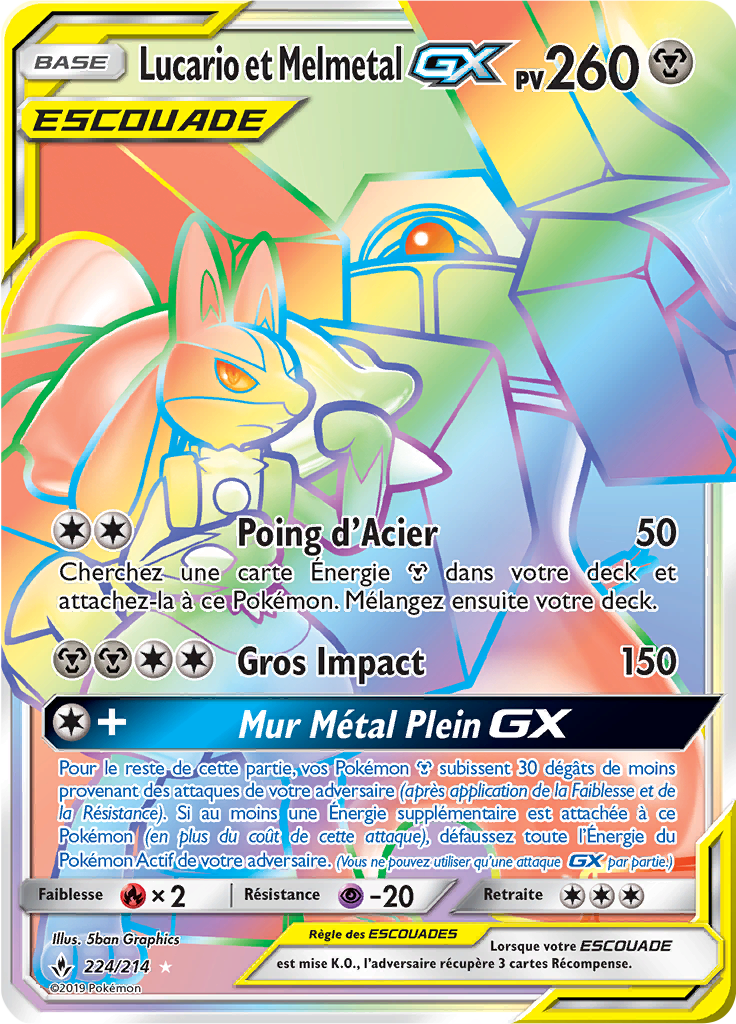 BASE Lucario et Melmetal GX PV260
ESCOUADE
Poing d'Acier 50
Cherchez une carte Énergie dans votre deck et
attachez-la à ce Pokémon. Mélangez ensuite votre deck.
Gros Impact 150
+ Mur Métal Plein GX
Pour le reste de cette partie, vos Pokémon subissent 30 dégâts de moins
provenant des attaques de votre adversaire (après application de la Faiblesse et de
la Résistance). Si au moins une Énergie supplémentaire est attachée à ce
Pokémon (en plus du coût de cette attaque), défaussez toute l'Énergie du
Pokémon Actif de votre adversaire. (Vous ne pouvez utiliser qu'une attaque GX par partie.)
Faiblesse ×2 Résistance -20 Retraite
Illus. 5ban Graphics
Règle des ESCOUADES
Lorsque votre ESCOUADE
est mise K.O., l'adversaire récupère 3 cartes Récompense.
224/214
©2019 Pokémon